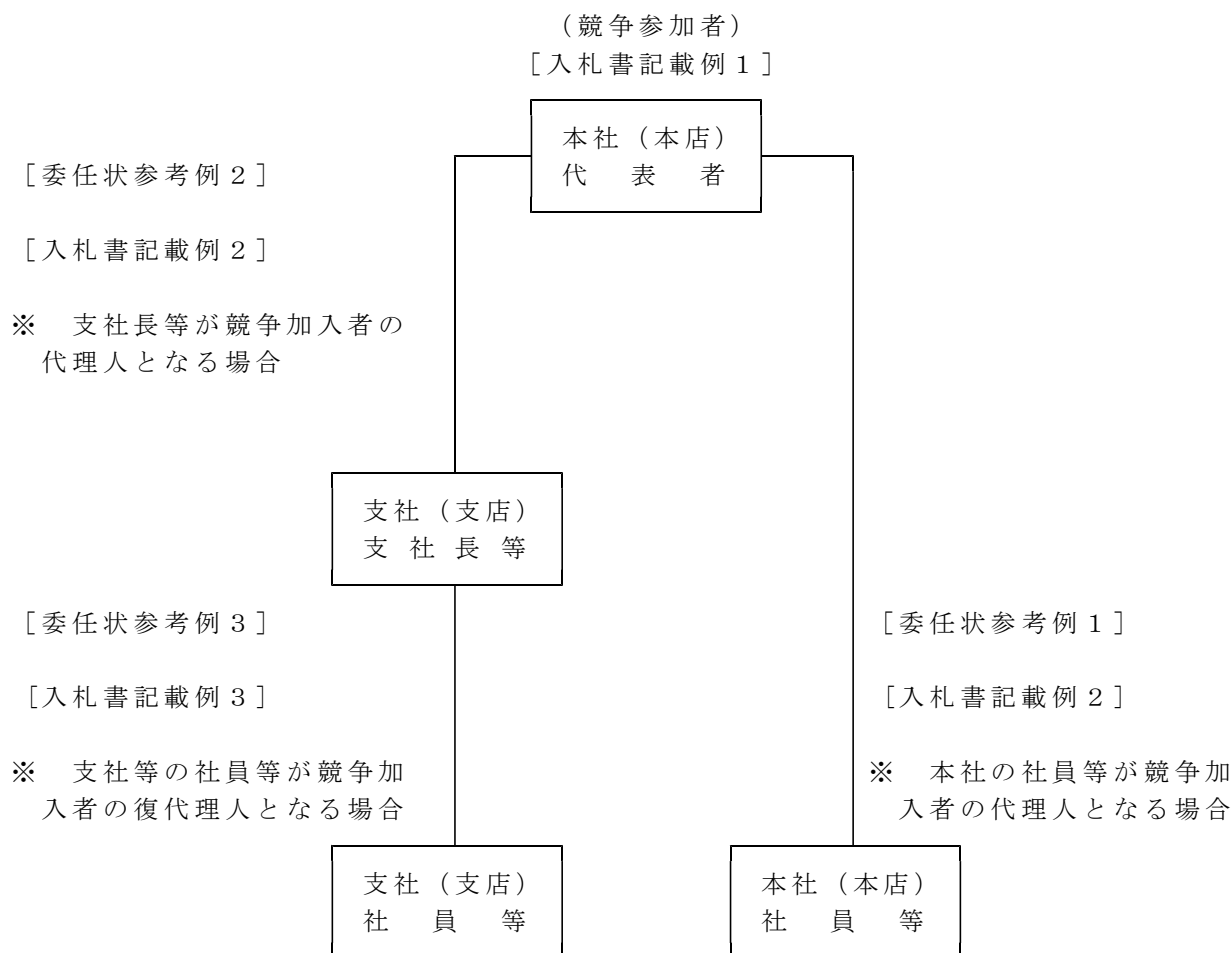 （競争参加者）
［入札書記載例１］
本社（本店）
代　表　者
［委任状参考例２］
［入札書記載例２］
※　支社長等が競争加入者の
代理人となる場合
支社（支店）
支 社 長 等
［委任状参考例３］
［入札書記載例３］
※　支社等の社員等が競争加
入者の復代理人となる場合
［委任状参考例１］
［入札書記載例２］
※　本社の社員等が競争加
入者の代理人となる場合
支社（支店）
社　員　等
本社（本店）
社　員　等